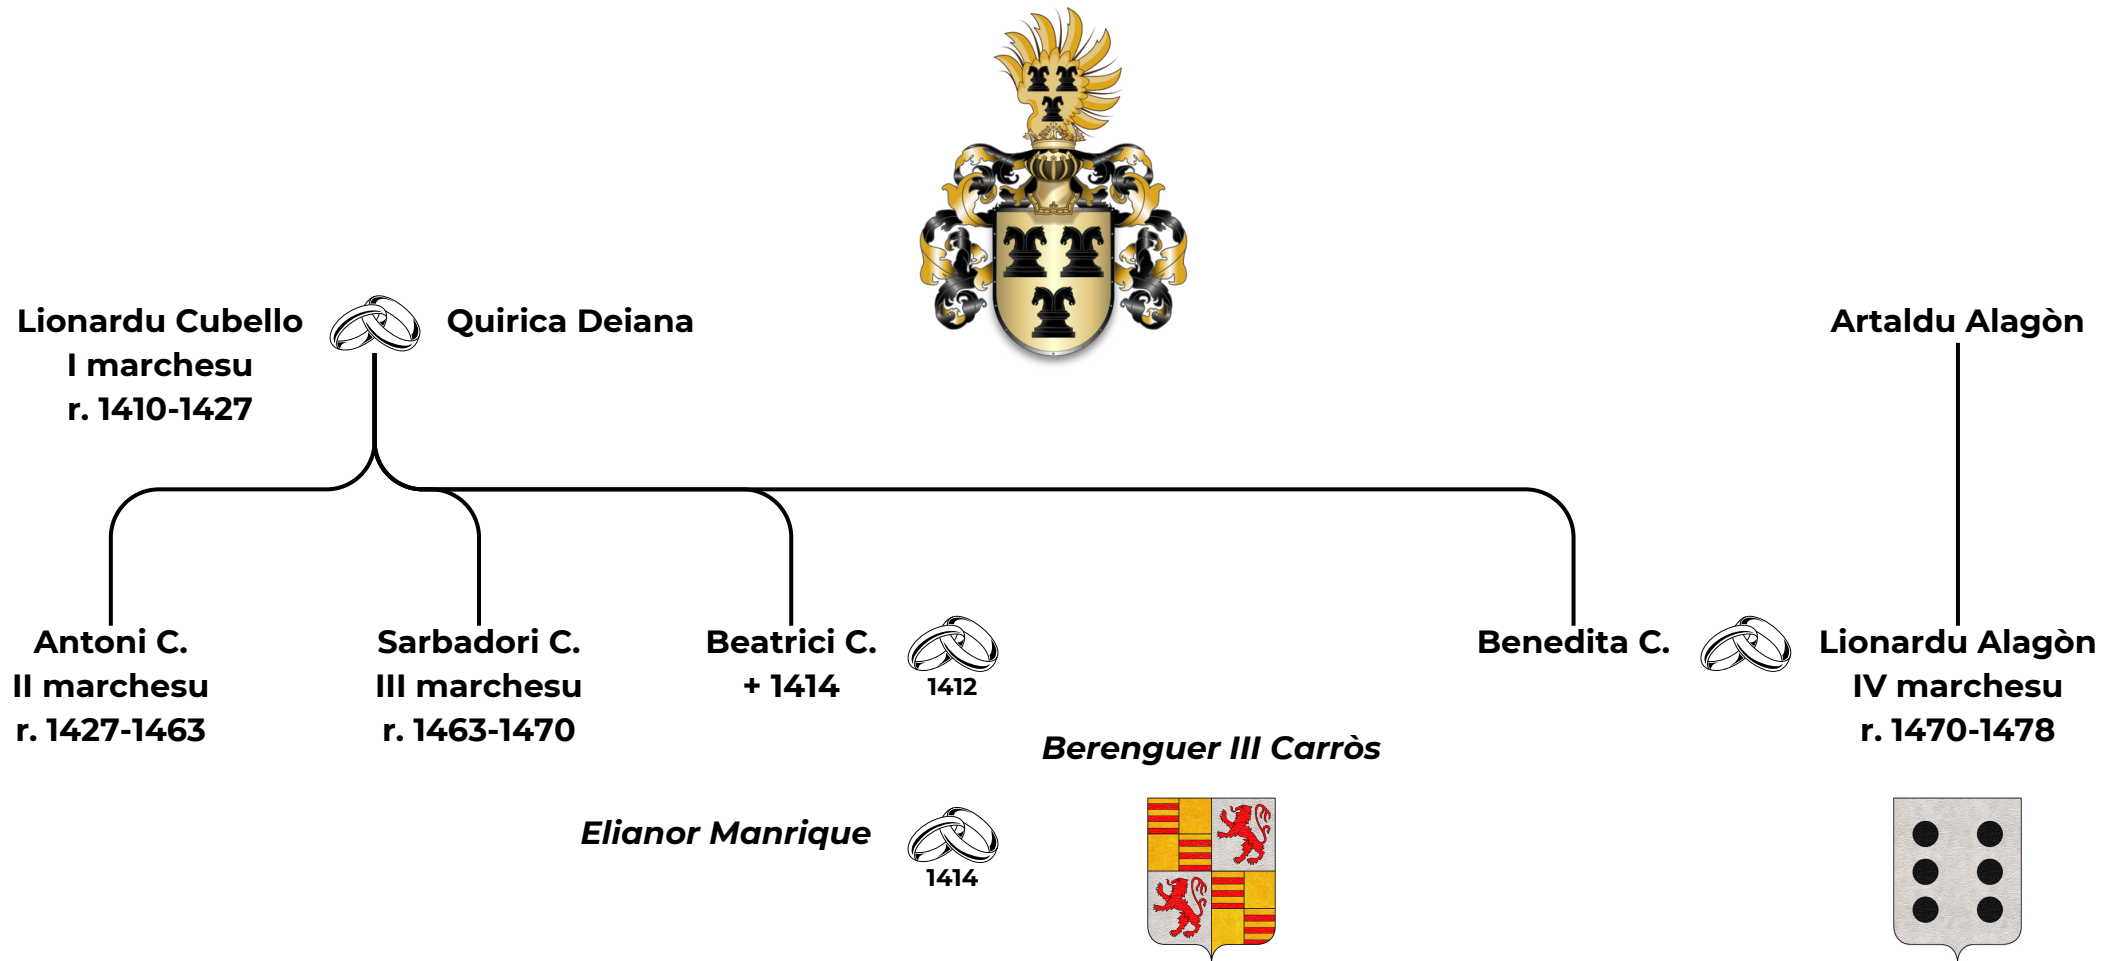 Lionardu Cubello
I marchesu
r. 1410-1427
Quirica Deiana
Artaldu Alagòn
Antoni C.
II marchesu
r. 1427-1463
Sarbadori C.
III marchesu
r. 1463-1470
Beatrici C.
+ 1414
1412
Benedita C.
Lionardu Alagòn
IV marchesu
r. 1470-1478
Berenguer III Carròs
Elianor Manrique
1414